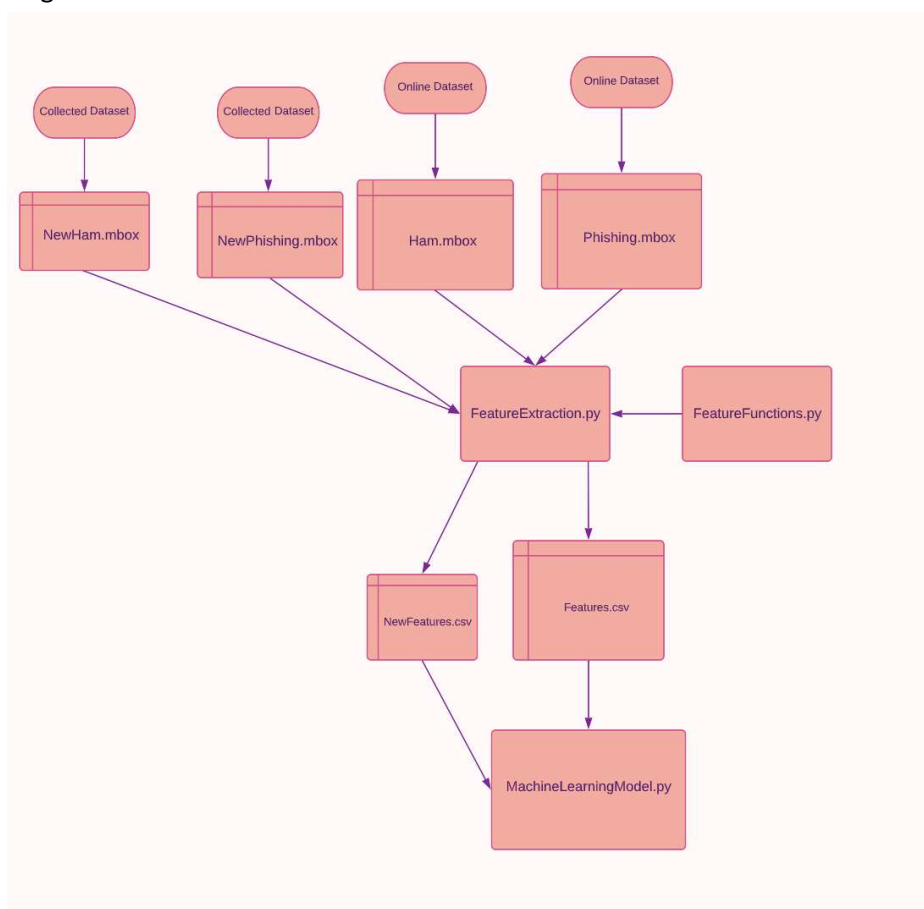 Collected Dataset
Collected Dataset
Online Dataset
Online Dataset
NewHam.mbox
NewPhishing.mbox
Ham.mbox
Phishing.mbox
FeatureExtraction.py
FeatureFunctions.py
NewFeatures.csv
Features.csv
MachineLearningModel.py